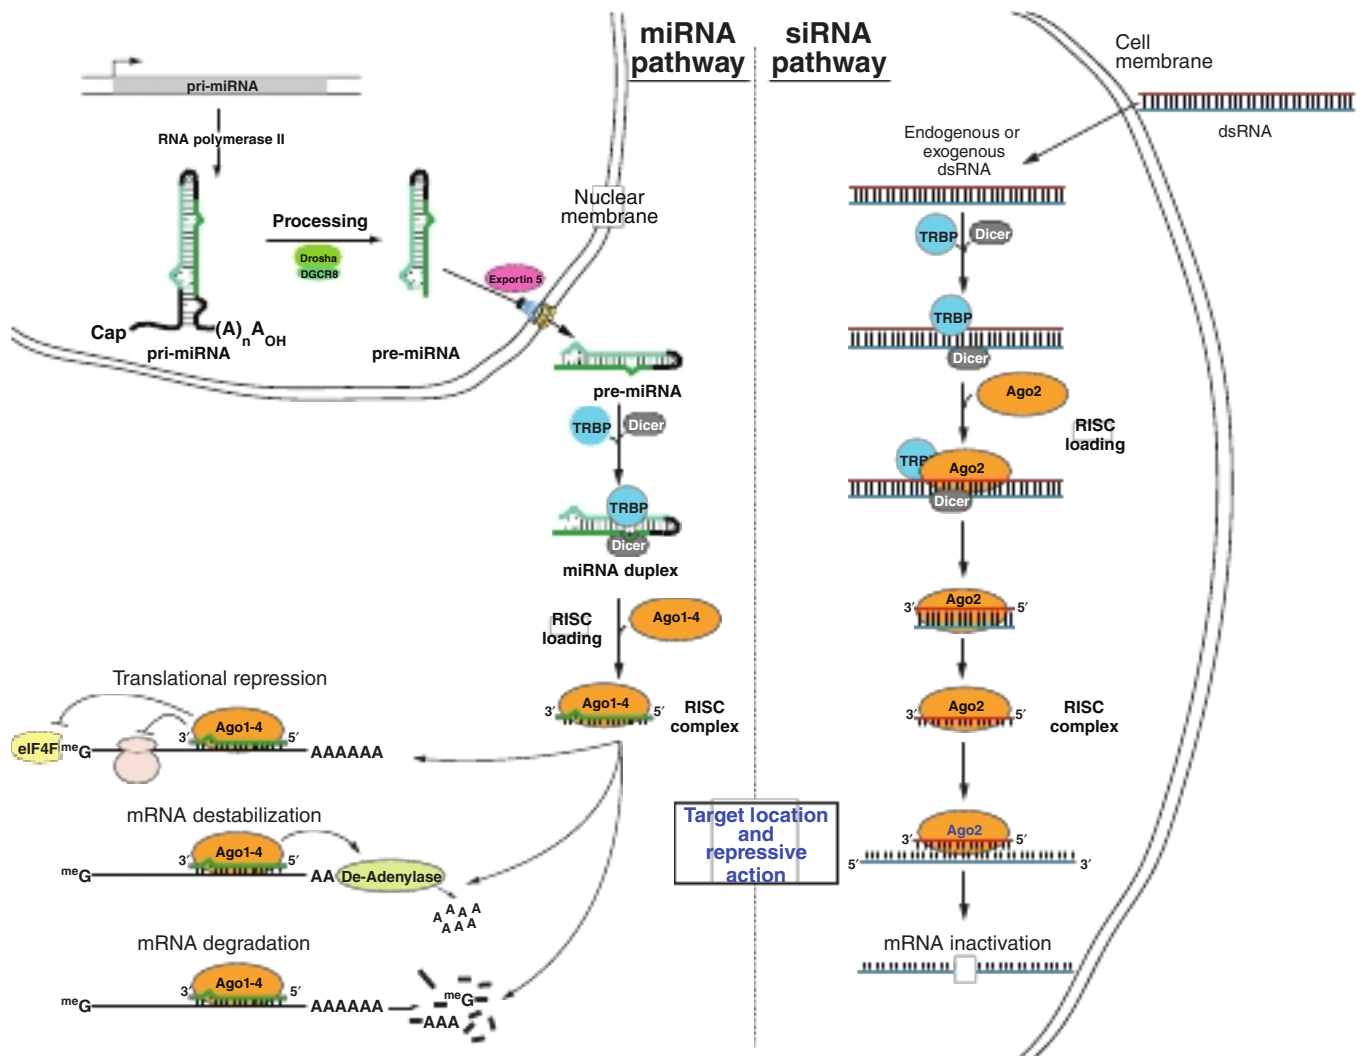 miRNA
pathway
siRNA
pathway
pri-miRNA
RNA polymerase II
Processing
Drosha
DGCR8
Cap
(A)nAOH
pri-miRNA
pre-miRNA
Nuclear
membrane
Exportin 5
pre-miRNA
TRBP
Dicer
TRBP
Dicer
miRNA duplex
RISC
loading
Ago1-4
3′
Ago1-4
5′
RISC
complex
Translational repression
eIF4F
meG
3′
Ago1-4
5′
AAAAAA
mRNA destabilization
meG
3′
Ago1-4
5′
AA
De-Adenylase
A A A A
A A A
mRNA degradation
meG
3′
Ago1-4
5′
AAAAAA
meG
AAA
Target location
and
repressive
action
Cell
membrane
dsRNA
Endogenous or
exogenous
dsRNA
TRBP
Dicer
TRBP
Dicer
Ago2
RISC
loading
TRB
Ago2
Dicer
3′
Ago2
5′
3′
Ago2
5′
RISC
complex
3′
Ago2
5′
5′
3′
mRNA inactivation